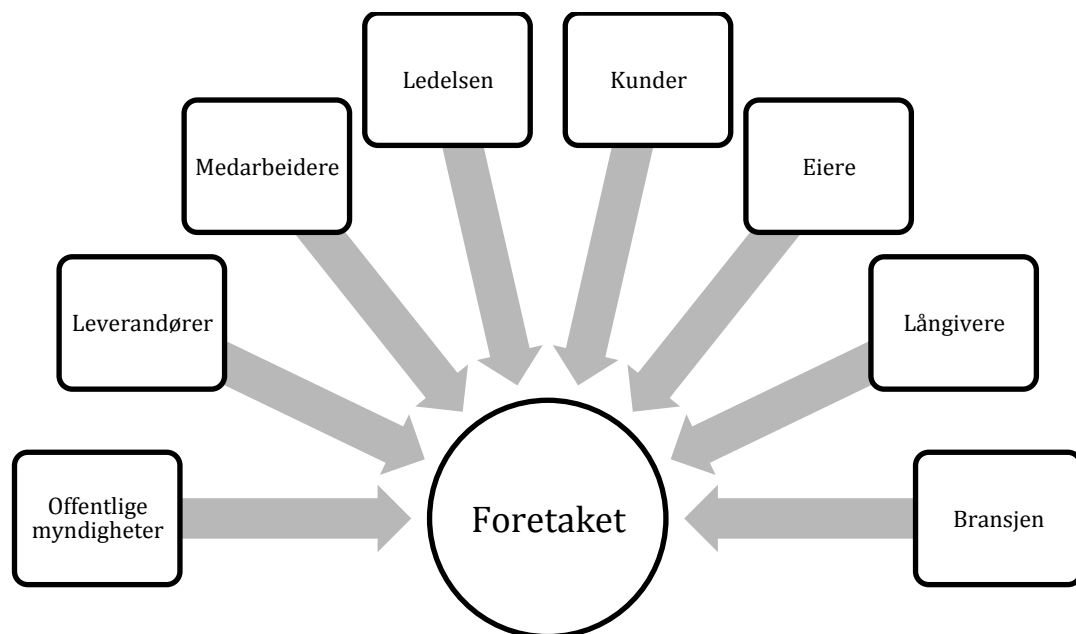 Ledelsen
Kunder
Medarbeidere
Eiere
Leverandører
Långivere
Offentlige
myndigheter
Foretaket
Bransjen